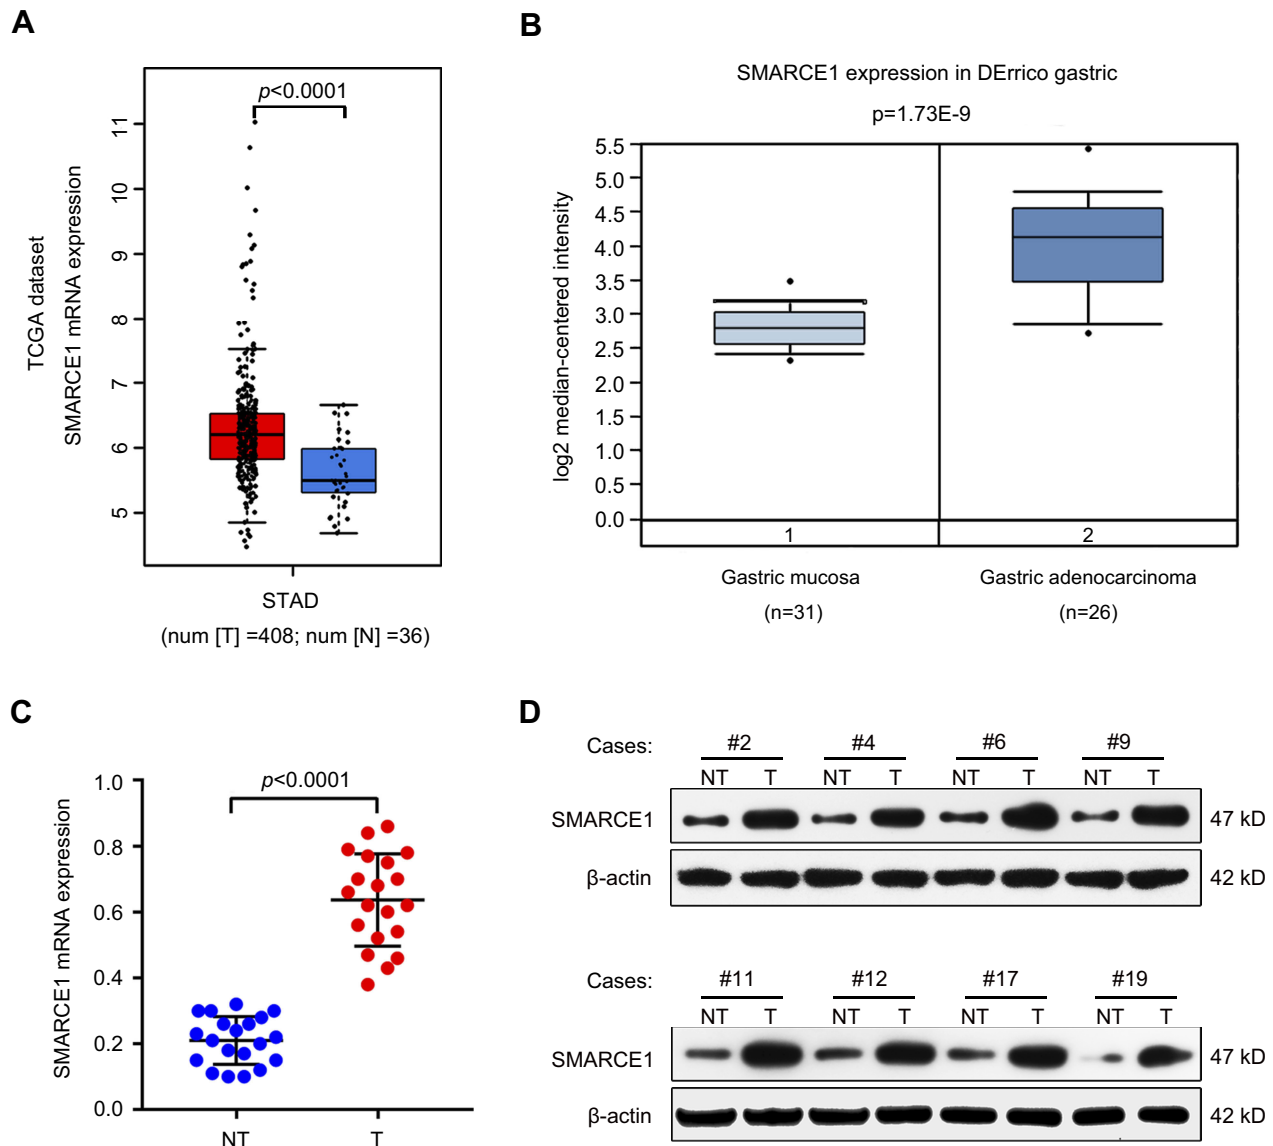 A
p<0.0001
TCGA dataset
SMARCE1 mRNA expression
11
10
9
8
7
6
5
STAD
(num [T] =408; num [N] =36)
B
SMARCE1 expression in DErrico gastric
p=1.73E-9
log2 median-centered intensity
5.5
5.0
4.5
4.0
3.5
3.0
2.5
2.0
1.5
1.0
0.5
0.0
1 2
Gastric mucosa Gastric adenocarcinoma
(n=31) (n=26)
C
p<0.0001
SMARCE1 mRNA expression
1.0
0.8
0.6
0.4
0.2
0.0
NT T
D
Cases: #2 #4 #6 #9
NT T NT T NT T NT T
SMARCE1 47 kD
β-actin 42 kD
Cases: #11 #12 #17 #19
NT T NT T NT T NT T
SMARCE1 47 kD
β-actin 42 kD